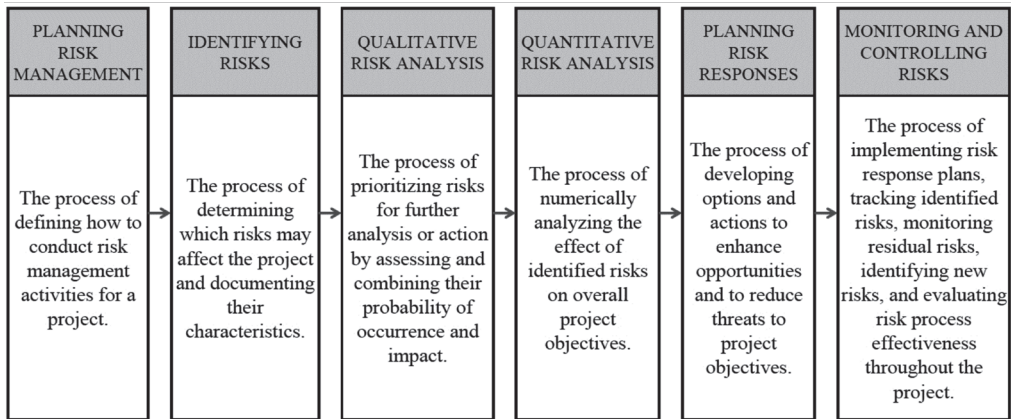 PLANNING
RISK
MANAGEMENT
The process of
defining how to
conduct risk
management
activities for a
project.
IDENTIFYING
RISKS
The process of
determining
which risks may
affect the project
and documenting
their
characteristics.
QUALITATIVE
RISK ANALYSIS
The process of
prioritizing risks
for further
analysis or action
by assessing and
combining their
probability of
occurrence and
impact.
QUANTITATIVE
RISK ANALYSIS
The process of
numerically
analyzing the
effect of
identified risks
on overall
project
objectives.
PLANNING
RISK
RESPONSES
The process of
developing
options and
actions to
enhance
opportunities
and to reduce
threats to
project
objectives.
MONITORING AND
CONTROLLING
RISKS
The process of
implementing risk
response plans,
tracking identified
risks, monitoring
residual risks,
identifying new
risks, and evaluating
risk process
effectiveness
throughout the
project.